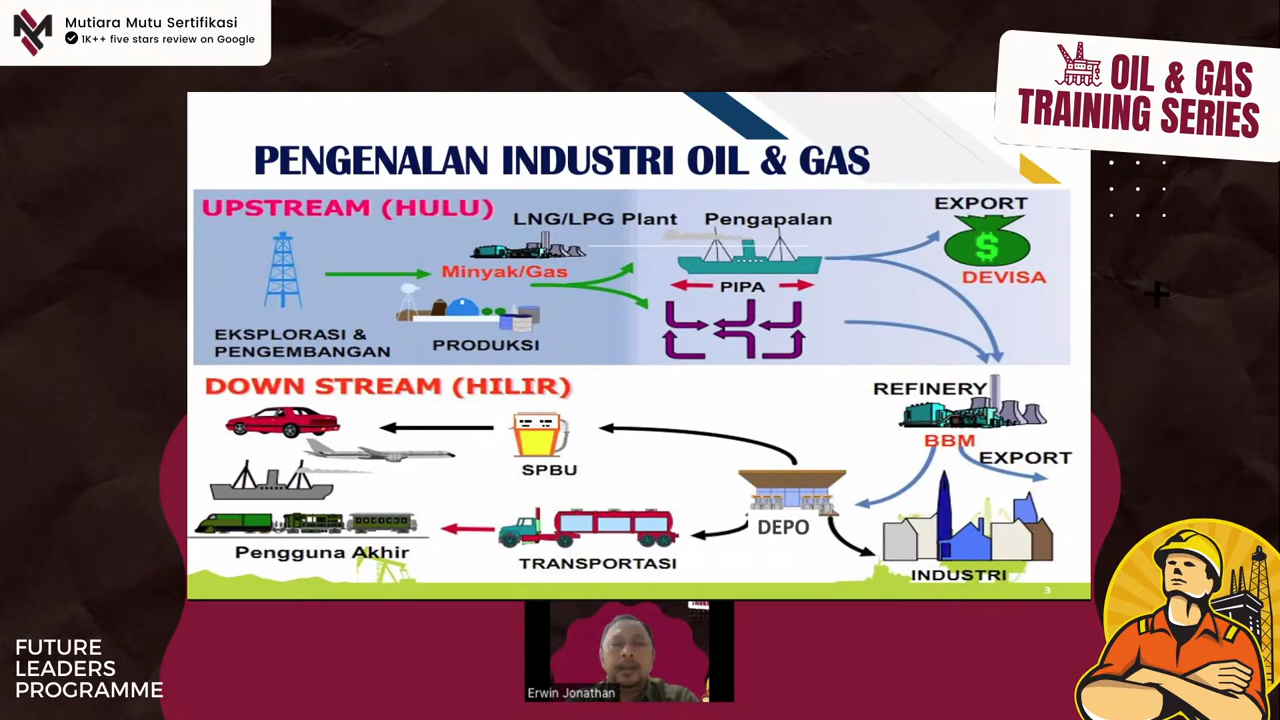 Mutiara Mutu Sertifikasi
1K++ five stars review on Google
OIL & GAS
TRAINING SERIES
PENGENALAN INDUSTRI OIL & GAS
UPSTREAM (HULU)
LNG/LPG Plant
Pengapalan
EXPORT
$
DEVISA
Minyak/Gas
PIPA
EKSPLORASI &
PENGEMBANGAN
PRODUKSI
DOWN STREAM (HILIR)
REFINERY
BBM
EXPORT
SPBU
DEPO
Pengguna Akhir
TRANSPORTASI
INDUSTRI
3
Erwin Jonathan
FUTURE
LEADERS
PROGRAMME